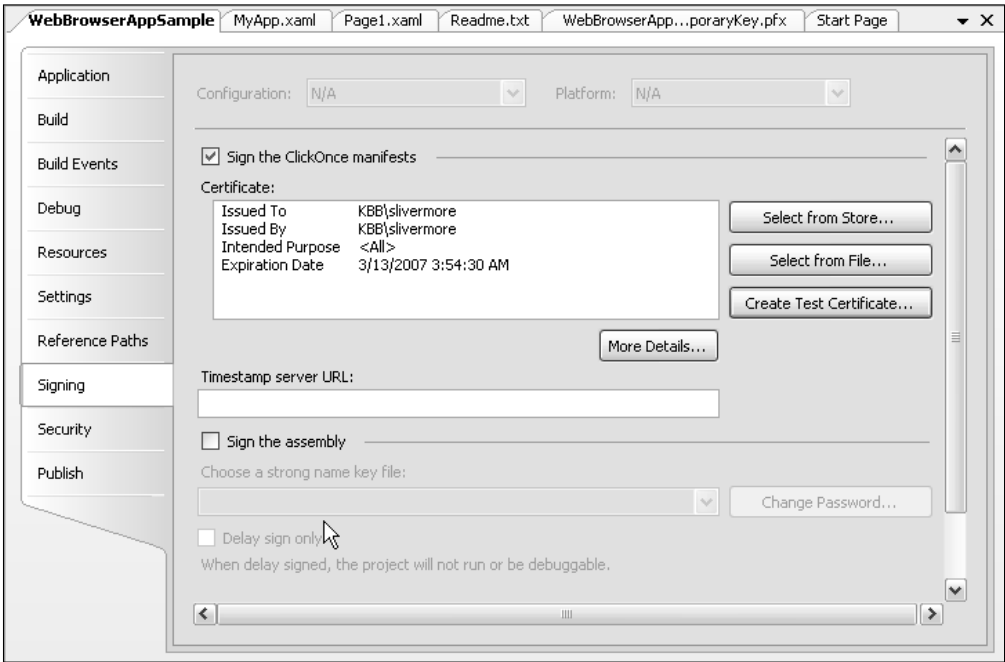 WebBrowserAppSample MyApp.xaml Page1.xaml Readme.txt WebBrowserApp...poraryKey.pfx Start Page
Application
Build
Build Events
Debug
Resources
Settings
Reference Paths
Signing
Security
Publish
Configuration: N/A Platform: N/A
Sign the ClickOnce manifests
Certificate:
Issued To KBB\slivermore
Issued By KBB\slivermore
Intended Purpose <All>
Expiration Date 3/13/2007 3:54:30 AM
Select from Store...
Select from File...
Create Test Certificate...
More Details...
Timestamp server URL:
Sign the assembly
Choose a strong name key file:
Change Password...
Delay sign only
When delay signed, the project will not run or be debuggable.